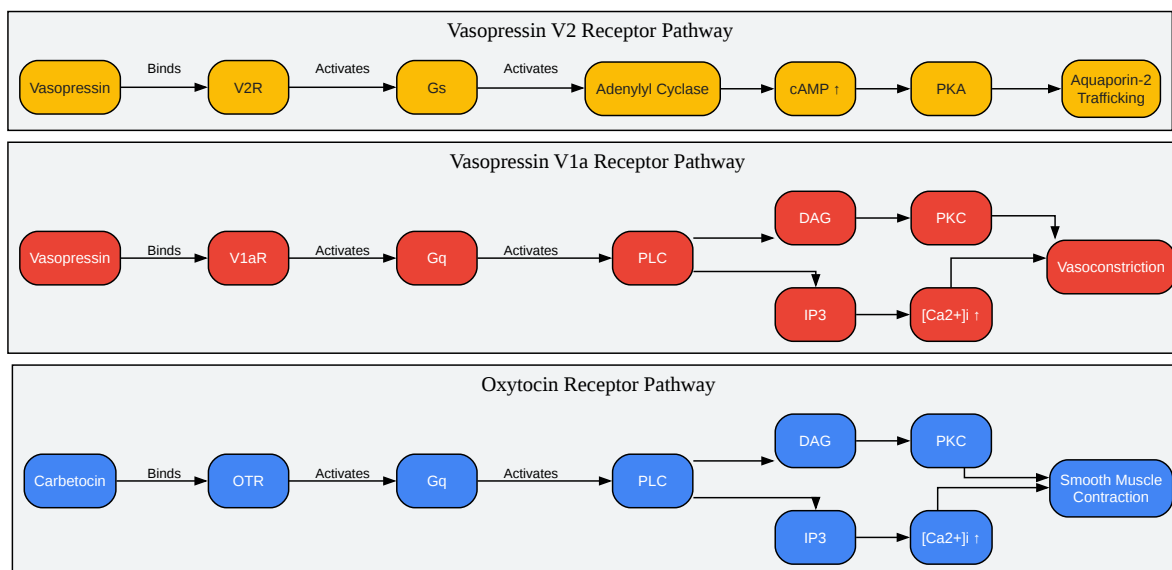 Vasopressin V2 Receptor Pathway
Binds
Activates
Activates
Vasopressin
V2R
Gs
Adenylyl Cyclase
cAMP ↑
PKA
Aquaporin-2
Trafficking
Vasopressin V1a Receptor Pathway
DAG
PKC
Binds
Activates
Activates
Vasopressin
V1aR
Gq
PLC
Vasoconstriction
IP3
[Ca2+]i ↑
Oxytocin Receptor Pathway
DAG
PKC
Binds
Activates
Activates
Carbetocin
OTR
Gq
PLC
Smooth Muscle
Contraction
IP3
[Ca2+]i ↑